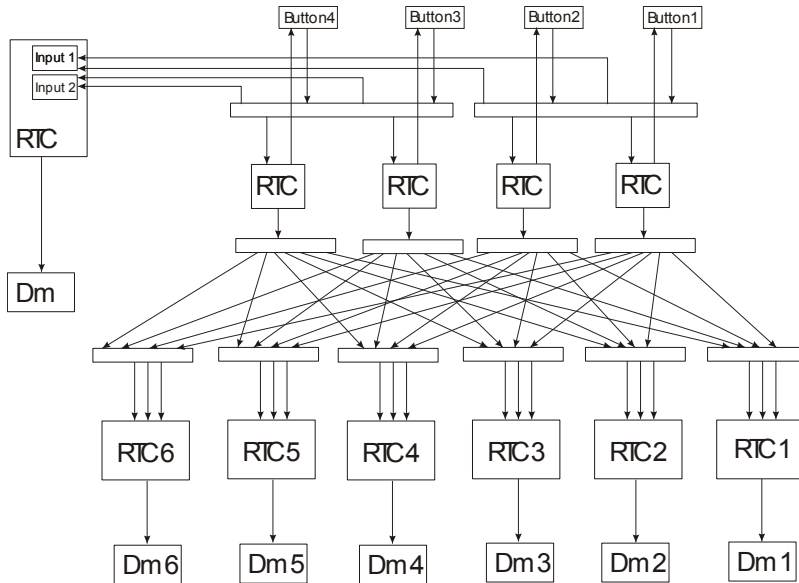 Button4
Button3
Button2
Button1
Input 1
Input 2
RTC
RTC
RTC
RTC
RTC
Dm
RTC6
RTC5
RTC4
RTC3
RTC2
RTC1
Dm6
Dm5
Dm4
Dm3
Dm2
Dm1